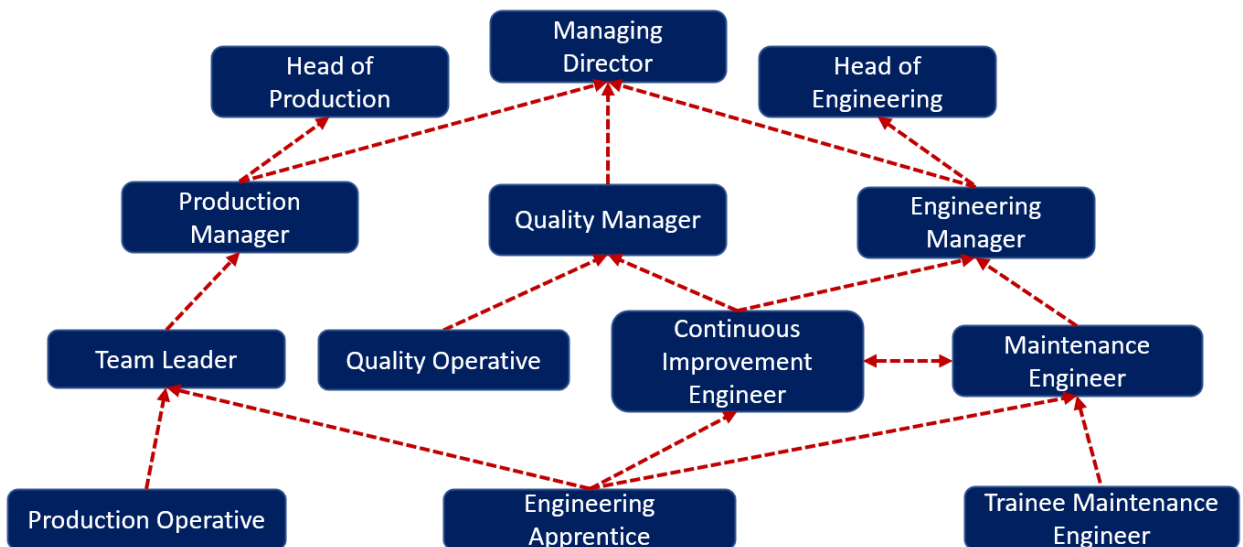 Managing
Director
Head of
Production
Head of
Engineering
Production
Manager
Quality Manager
Engineering
Manager
Team Leader
Quality Operative
Continuous
Improvement
Engineer
Maintenance
Engineer
Production Operative
Engineering
Apprentice
Trainee Maintenance
Engineer